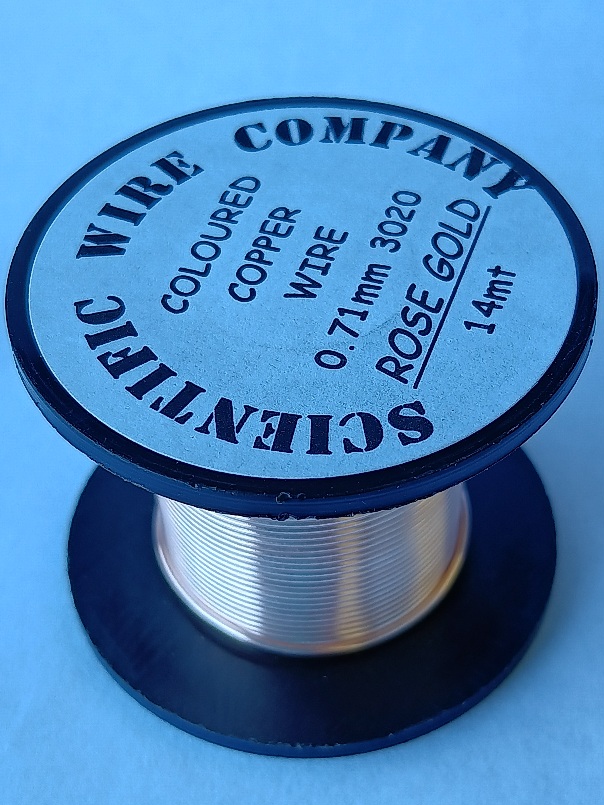 SCIENTIFIC WIRE COMPANY
COLOURED
COPPER
WIRE
0.71mm 3020
ROSE GOLD
14mt